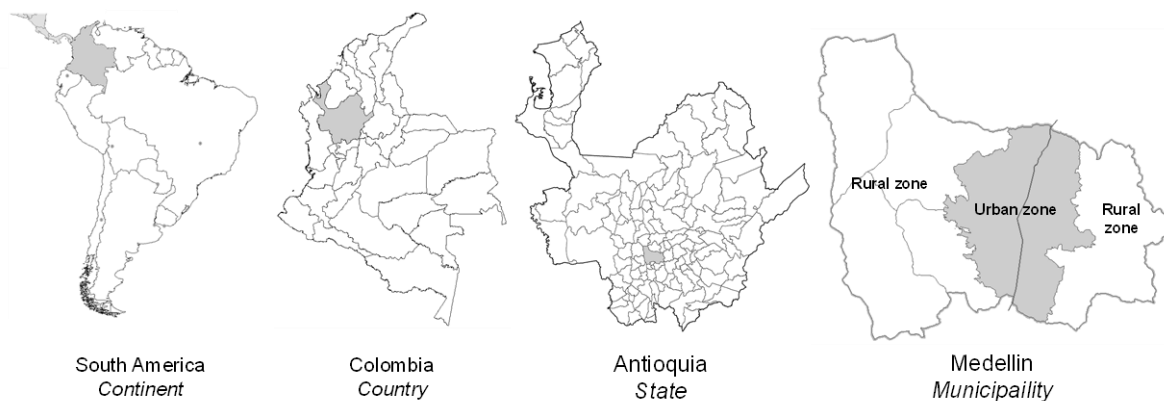 Rural zone
Urban zone
Rural
zone
South America
Continent
Colombia
Country
Antioquia
State
Medellin
Municipaility